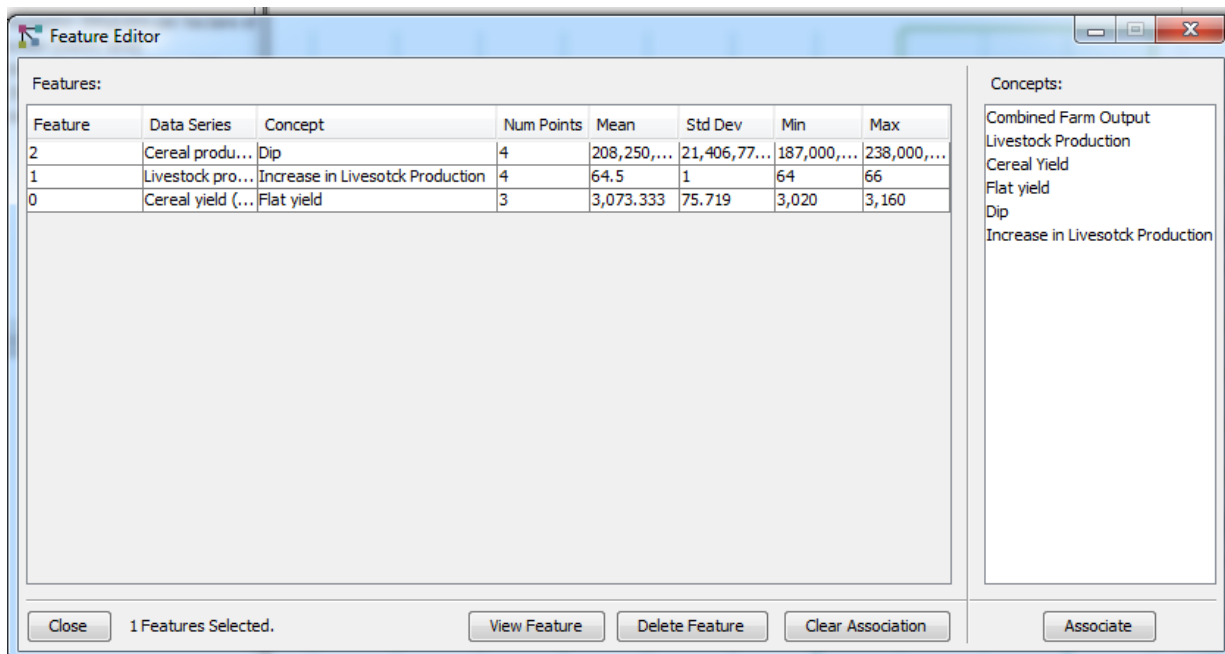 Feature Editor
Features:
Concepts:
Feature Data Series Concept Num Points Mean Std Dev Min Max
2 Cereal produ... Dip 4 208,250,... 21,406,77... 187,000,... 238,000,...
1 Livestock pro... Increase in Livesotck Production 4 64.5 1 64 66
0 Cereal yield (... Flat yield 3 3,073.333 75.719 3,020 3,160
Combined Farm Output
Livestock Production
Cereal Yield
Flat yield
Dip
Increase in Livesotck Production
Close 1 Features Selected. View Feature Delete Feature Clear Association Associate